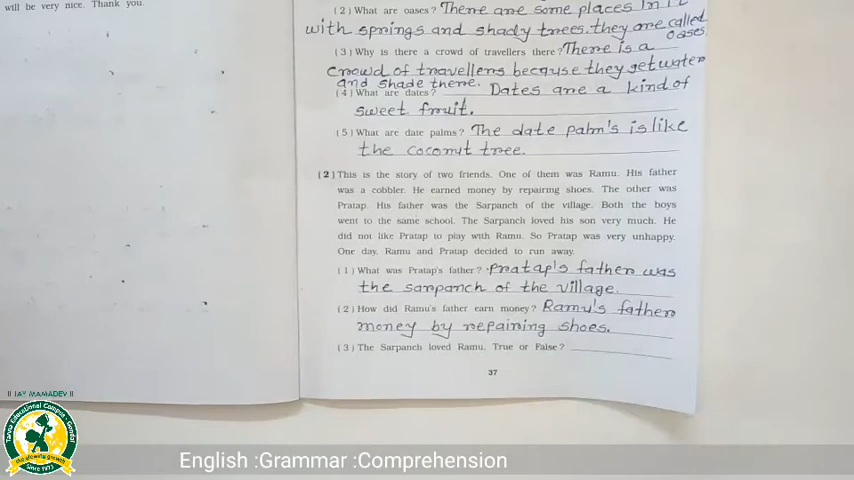 will be very nice. Thank you.
(2) What are oases? There are some places in it
with springs and shady trees. they are called
oases.
(3) Why is there a crowd of travellers there? There is a
crowd of travellers because they get water
and shade there.
(4) What are dates? Dates are a kind of
sweet fruit.
(5) What are date palms? The date palm's is like
the coconut tree.
[2] This is the story of two friends. One of them was Ramu. His father
was a cobbler. He earned money by repairing shoes. The other was
Pratap. His father was the Sarpanch of the village. Both the boys
went to the same school. The Sarpanch loved his son very much. He
did not like Pratap to play with Ramu. So Pratap was very unhappy.
One day, Ramu and Pratap decided to run away.
(1) What was Pratap's father? Pratap's father was
the sarpanch of the village.
(2) How did Ramu's father earn money? Ramu's father
money by repairing shoes.
(3) The Sarpanch loved Ramu. True or False?
37
|| JAY MAMADEV ||
Tanna Educational Campus - Gondal
the glowing growth
Since 1973
English :Grammar :Comprehension